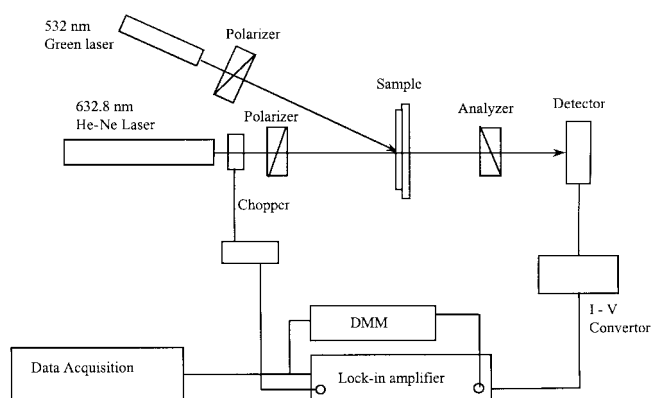 532 nm
Green laser
Polarizer
632.8 nm
He-Ne Laser
Polarizer
Sample
Analyzer
Detector
Chopper
I - V
Convertor
DMM
Data Acquisition
Lock-in amplifier